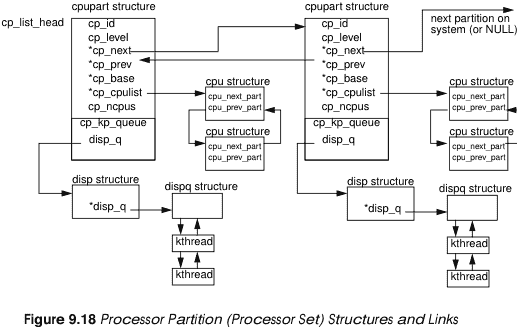 cpupart structure
cpupart structure
cp_list_head
cp_id
cp_level
*cp_next
*cp_prev
*cp_base
*cp_cpulist
cp_ncpus
cp_kp_queue
disp_q
cpu structure
cpu_next_part
cpu_prev_part
cpu structure
cpu_next_part
cpu_prev_part
disp structure
*disp_q
dispq structure
kthread
kthread
cp_id
cp_level
*cp_next
*cp_prev
*cp_base
*cp_cpulist
cp_ncpus
cp_kp_queue
disp_q
next partition on
system (or NULL)
cpu structure
cpu_next_part
cpu_prev_part
cpu structure
cpu_next_part
cpu_prev_part
disp structure
*disp_q
dispq structure
kthread
kthread
Figure 9.18 Processor Partition (Processor Set) Structures and Links